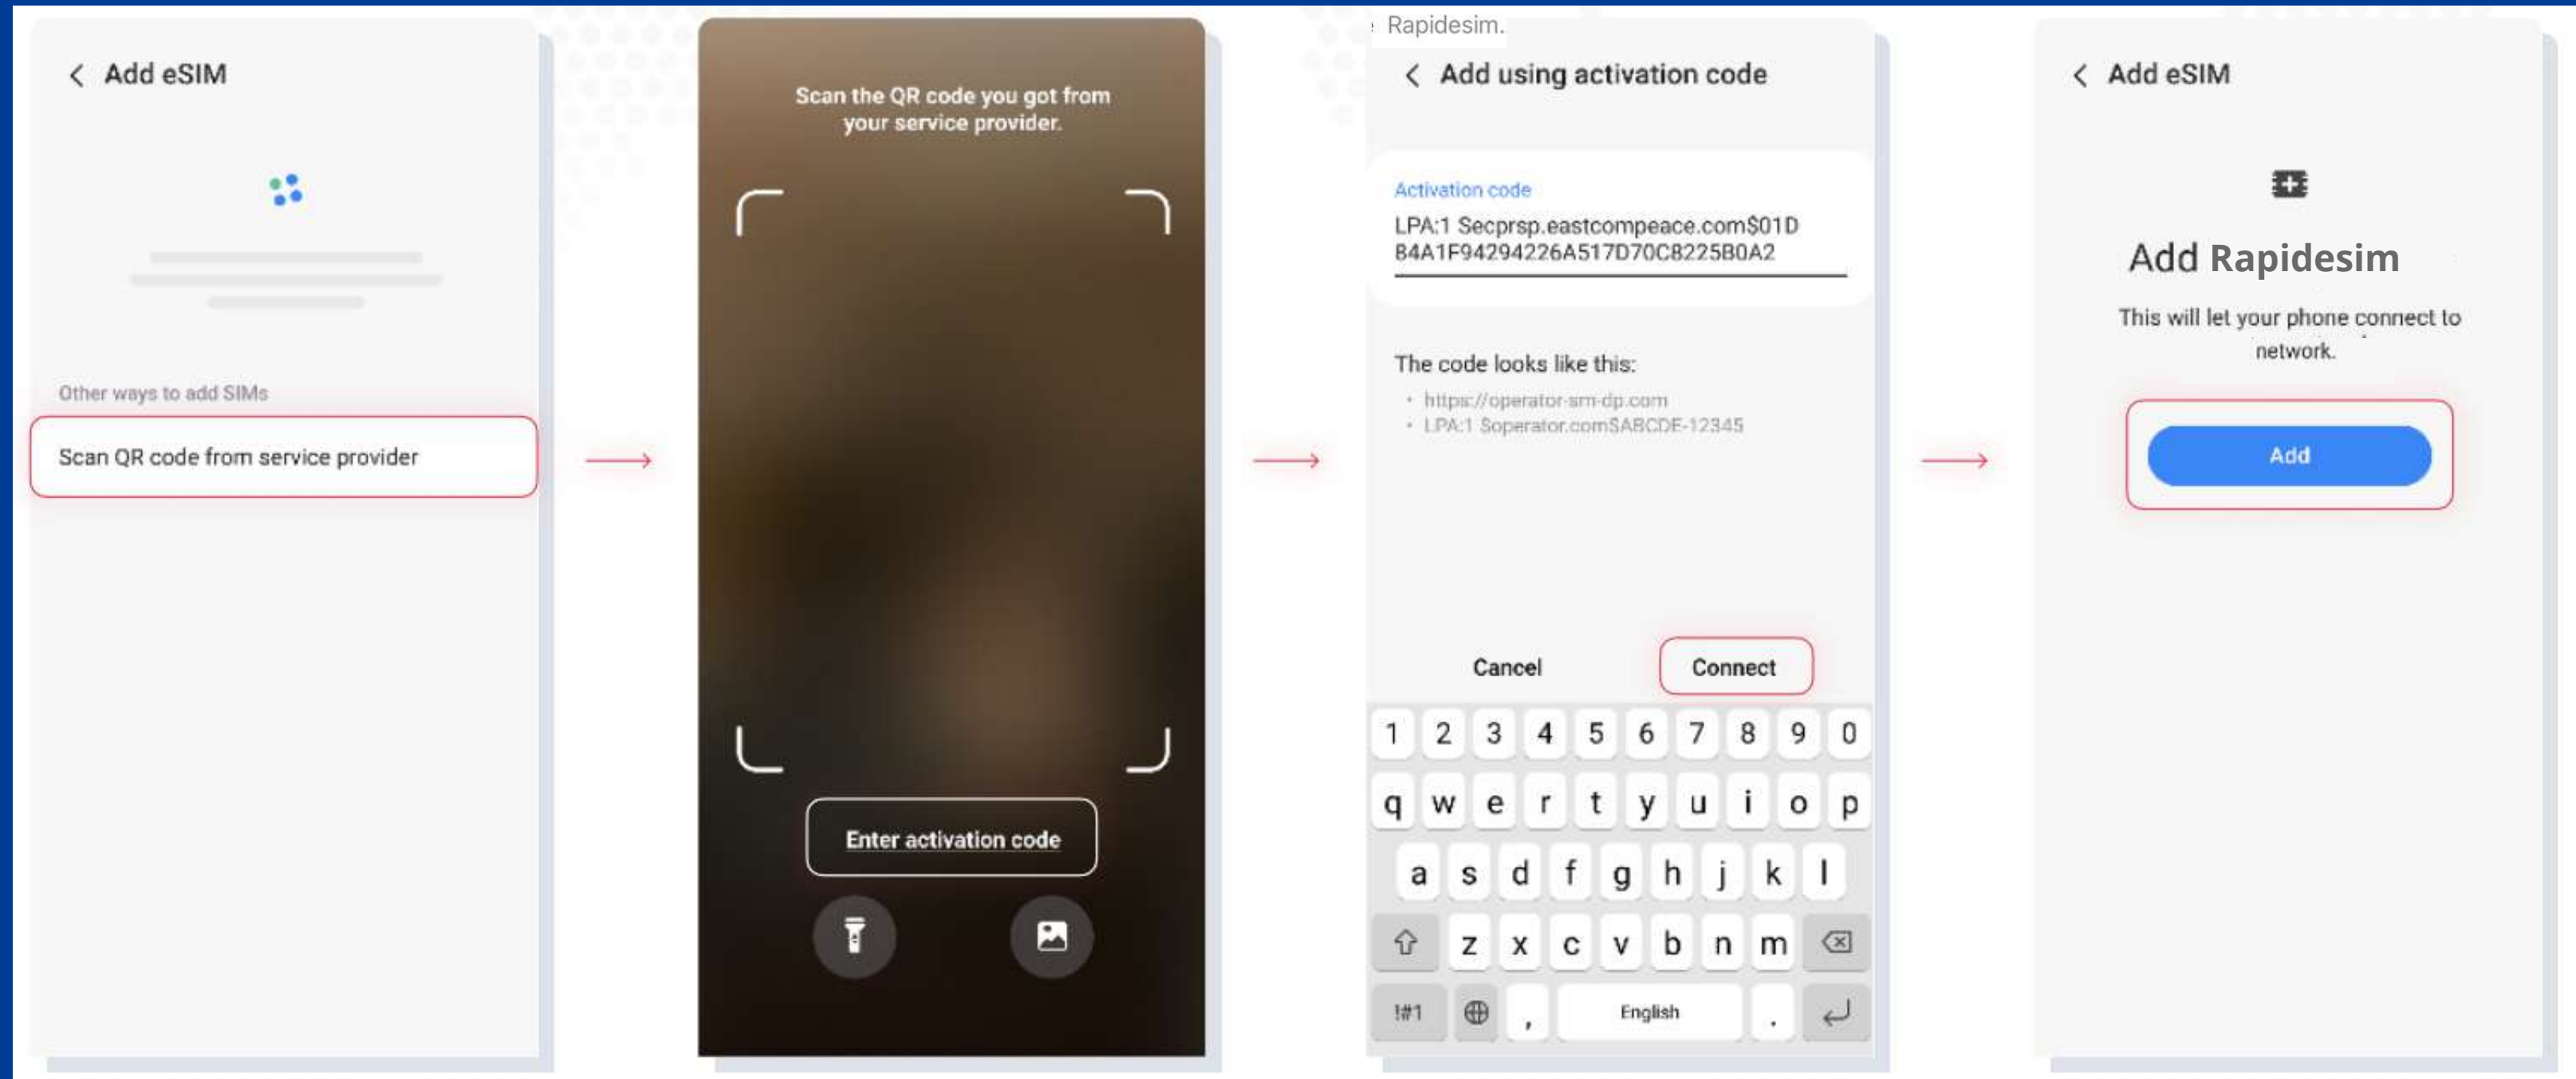 Add eSIM
Other ways to add SIMs
Scan QR code from service provider
Scan the QR code you got from
your service provider.
Enter activation code
Rapidesim.
Add using activation code
Activation code
LPA:1 Secprsp.eastcompeace.com$01D
84A1F94294226A517D70C8225B0A2
The code looks like this:
• https://operator-sm-dp.com
• LPA:1 $operator.com$ABCDE-12345
Cancel Connect
1 2 3 4 5 6 7 8 9 0
q w e r t y u i o p
a s d f g h j k l
z x c v b n m
!#1 , English .
Add eSIM
Add Rapidesim
This will let your phone connect to
network.
Add